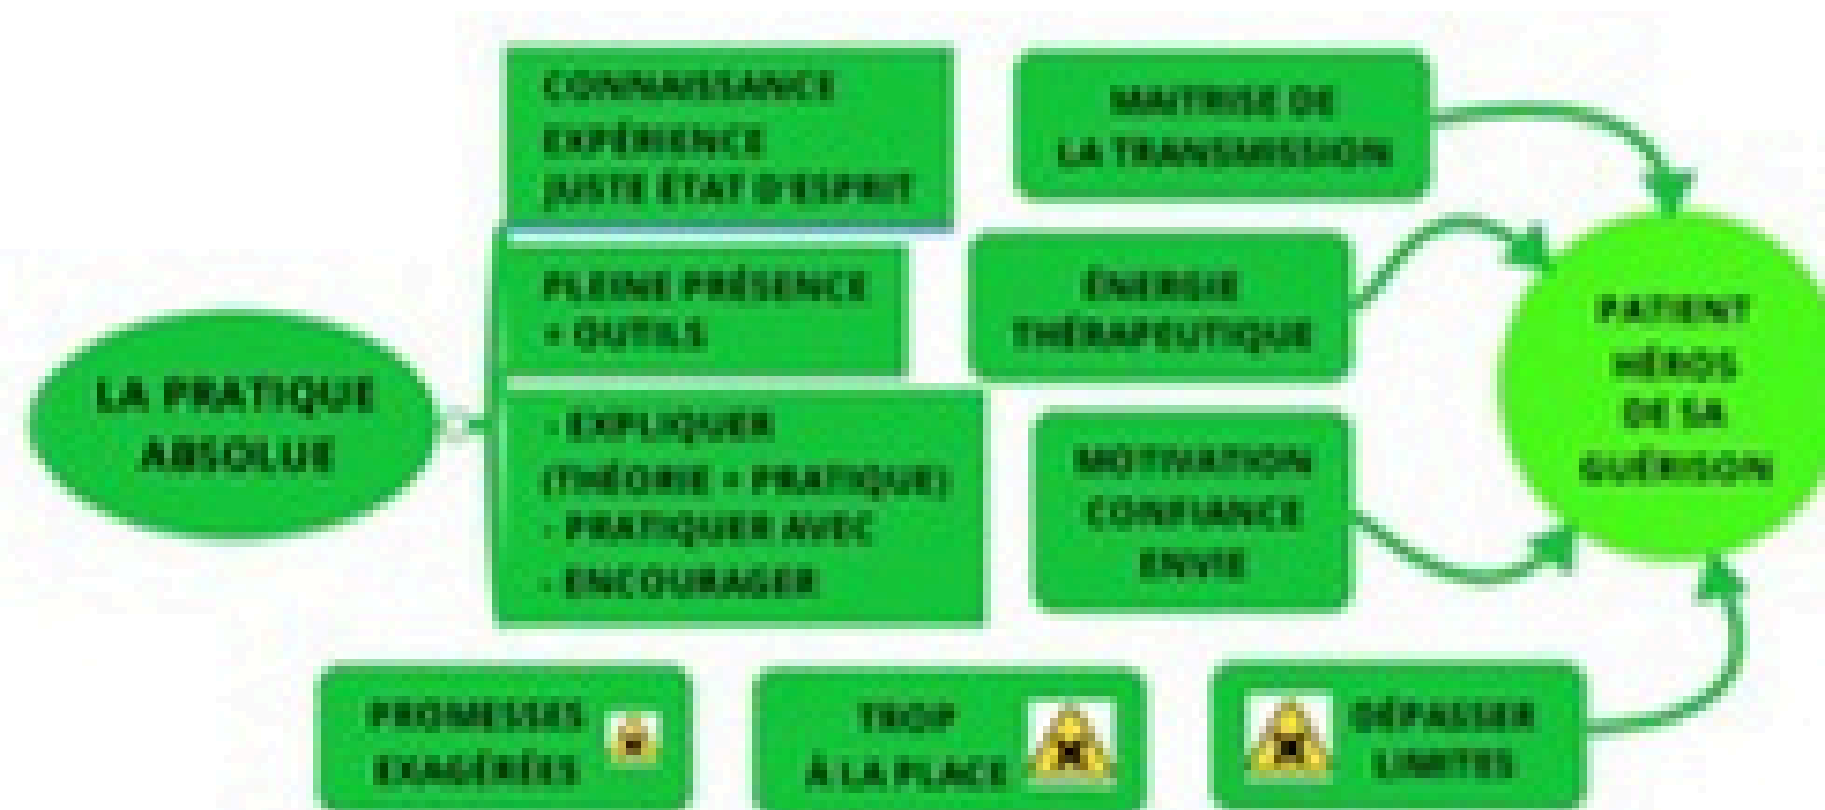 LA PRATIQUE
ABSOLUE
CONNAISSANCE
EXPÉRIENCE
JUSTE ÉTAT D'ESPRIT
PLEINE PRÉSENCE
+ OUTILS
- EXPLIQUER
(THÉORIE + PRATIQUE)
- PRATIQUER AVEC
- ENCOURAGER
MAITRISE DE
LA TRANSMISSION
ÉNERGIE
THÉRAPEUTIQUE
MOTIVATION
CONFIANCE
ENVIE
PATIENT
HÉROS
DE SA
GUÉRISON
PROMESSES
EXAGÉRÉES
TROP
À LA PLACE
DÉPASSER
LIMITES